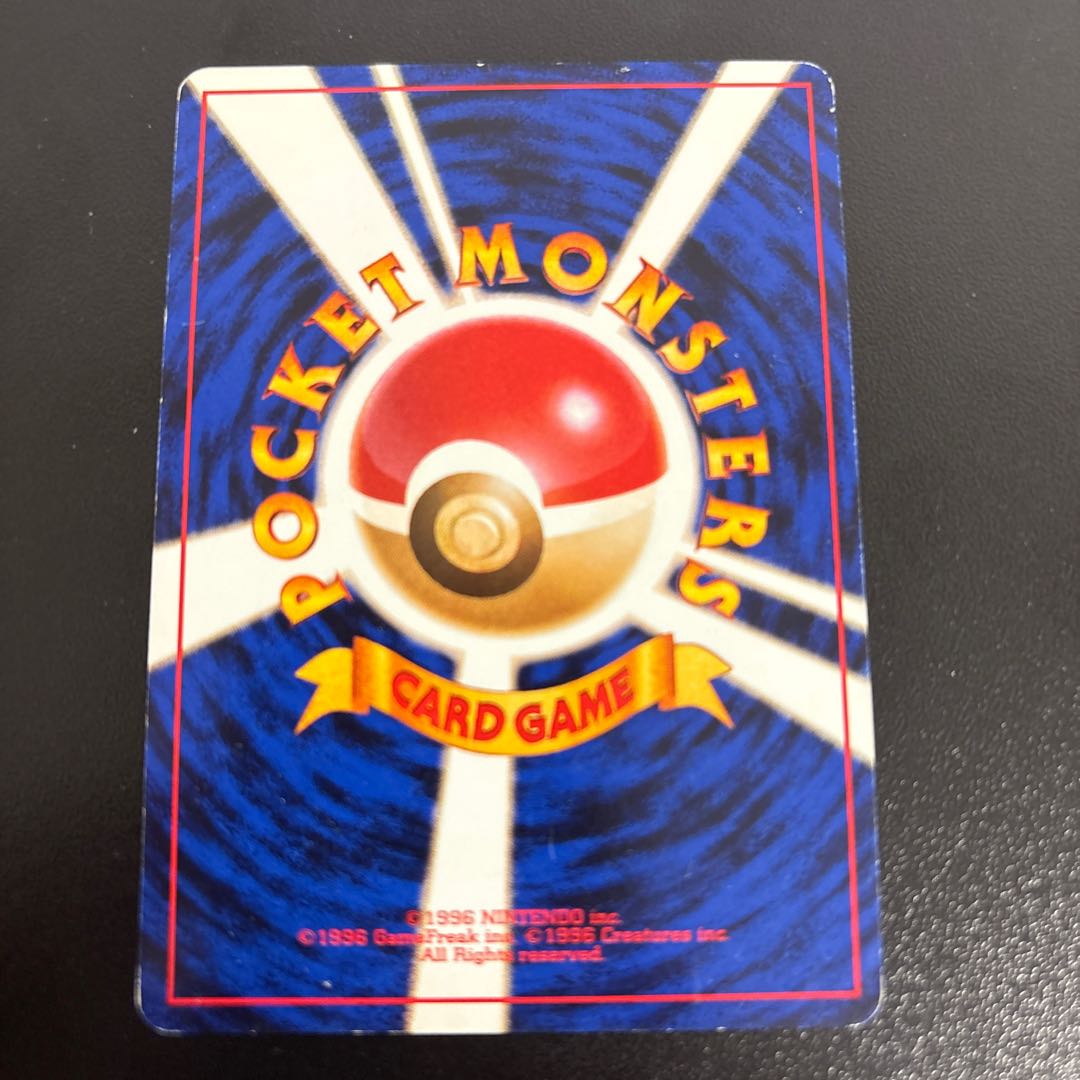 POCKET MONSTERS
CARD GAME
©1996 NINTENDO inc.
©1996 GameFreak inc. ©1996 Creatures inc.
All Rights reserved.